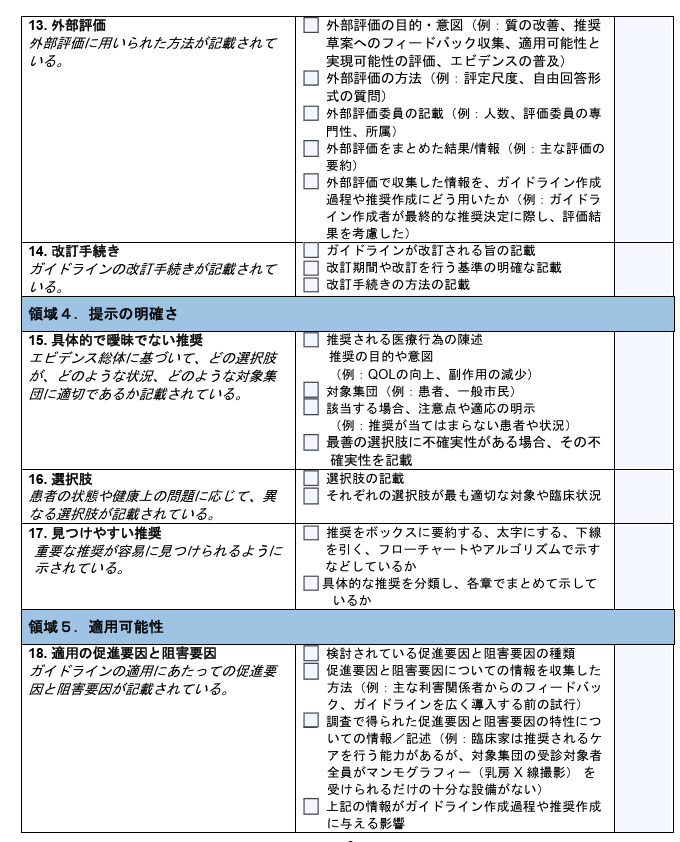 13. 外部評価
外部評価に用いられた方法が記載されて
いる。
外部評価の目的・意図（例：質の改善、推奨
草案へのフィードバック収集、適用可能性と
実現可能性の評価、エビデンスの普及）
外部評価の方法（例：評定尺度、自由回答形
式の質問）
外部評価委員の記載（例：人数、評価委員の専
門性、所属）
外部評価をまとめた結果/情報（例：主な評価の
要約）
外部評価で収集した情報を、ガイドライン作成
過程や推奨作成にどう用いたか（例：ガイドラ
イン作成者が最終的な推奨決定に際し、評価結
果を考慮した）
14. 改訂手続き
ガイドラインの改訂手続きが記載されて
いる。
ガイドラインが改訂される旨の記載
改訂期間や改訂を行う基準の明確な記載
改訂手続きの方法の記載
領域４．提示の明確さ
15. 具体的で曖昧でない推奨
エビデンス総体に基づいて、どの選択肢
が、どのような状況、どのような対象集
団に適切であるか記載されている。
推奨される医療行為の陳述
推奨の目的や意図
（例：QOLの向上、副作用の減少）
対象集団（例：患者、一般市民）
該当する場合、注意点や適応の明示
（例：推奨が当てはまらない患者や状況）
最善の選択肢に不確実性がある場合、その不
確実性を記載
16. 選択肢
患者の状態や健康上の問題に応じて、異
なる選択肢が記載されている。
選択肢の記載
それぞれの選択肢が最も適切な対象や臨床状況
17. 見つけやすい推奨
重要な推奨が容易に見つけられるように
示されている。
推奨をボックスに要約する、太字にする、下線
を引く、フローチャートやアルゴリズムで示す
などしているか
具体的な推奨を分類し、各章でまとめて示して
いるか
領域５．適用可能性
18. 適用の促進要因と阻害要因
ガイドラインの適用にあたっての促進要
因と阻害要因が記載されている。
検討されている促進要因と阻害要因の種類
促進要因と阻害要因についての情報を収集した
方法（例：主な利害関係者からのフィードバッ
ク、ガイドラインを広く導入する前の試行）
調査で得られた促進要因と阻害要因の特性につ
いての情報／記述（例：臨床家は推奨されるケ
アを行う能力があるが、対象集団の受診対象者
全員がマンモグラフィー（乳房 X 線撮影） を
受けられるだけの十分な設備がない）
上記の情報がガイドライン作成過程や推奨作成
に与える影響